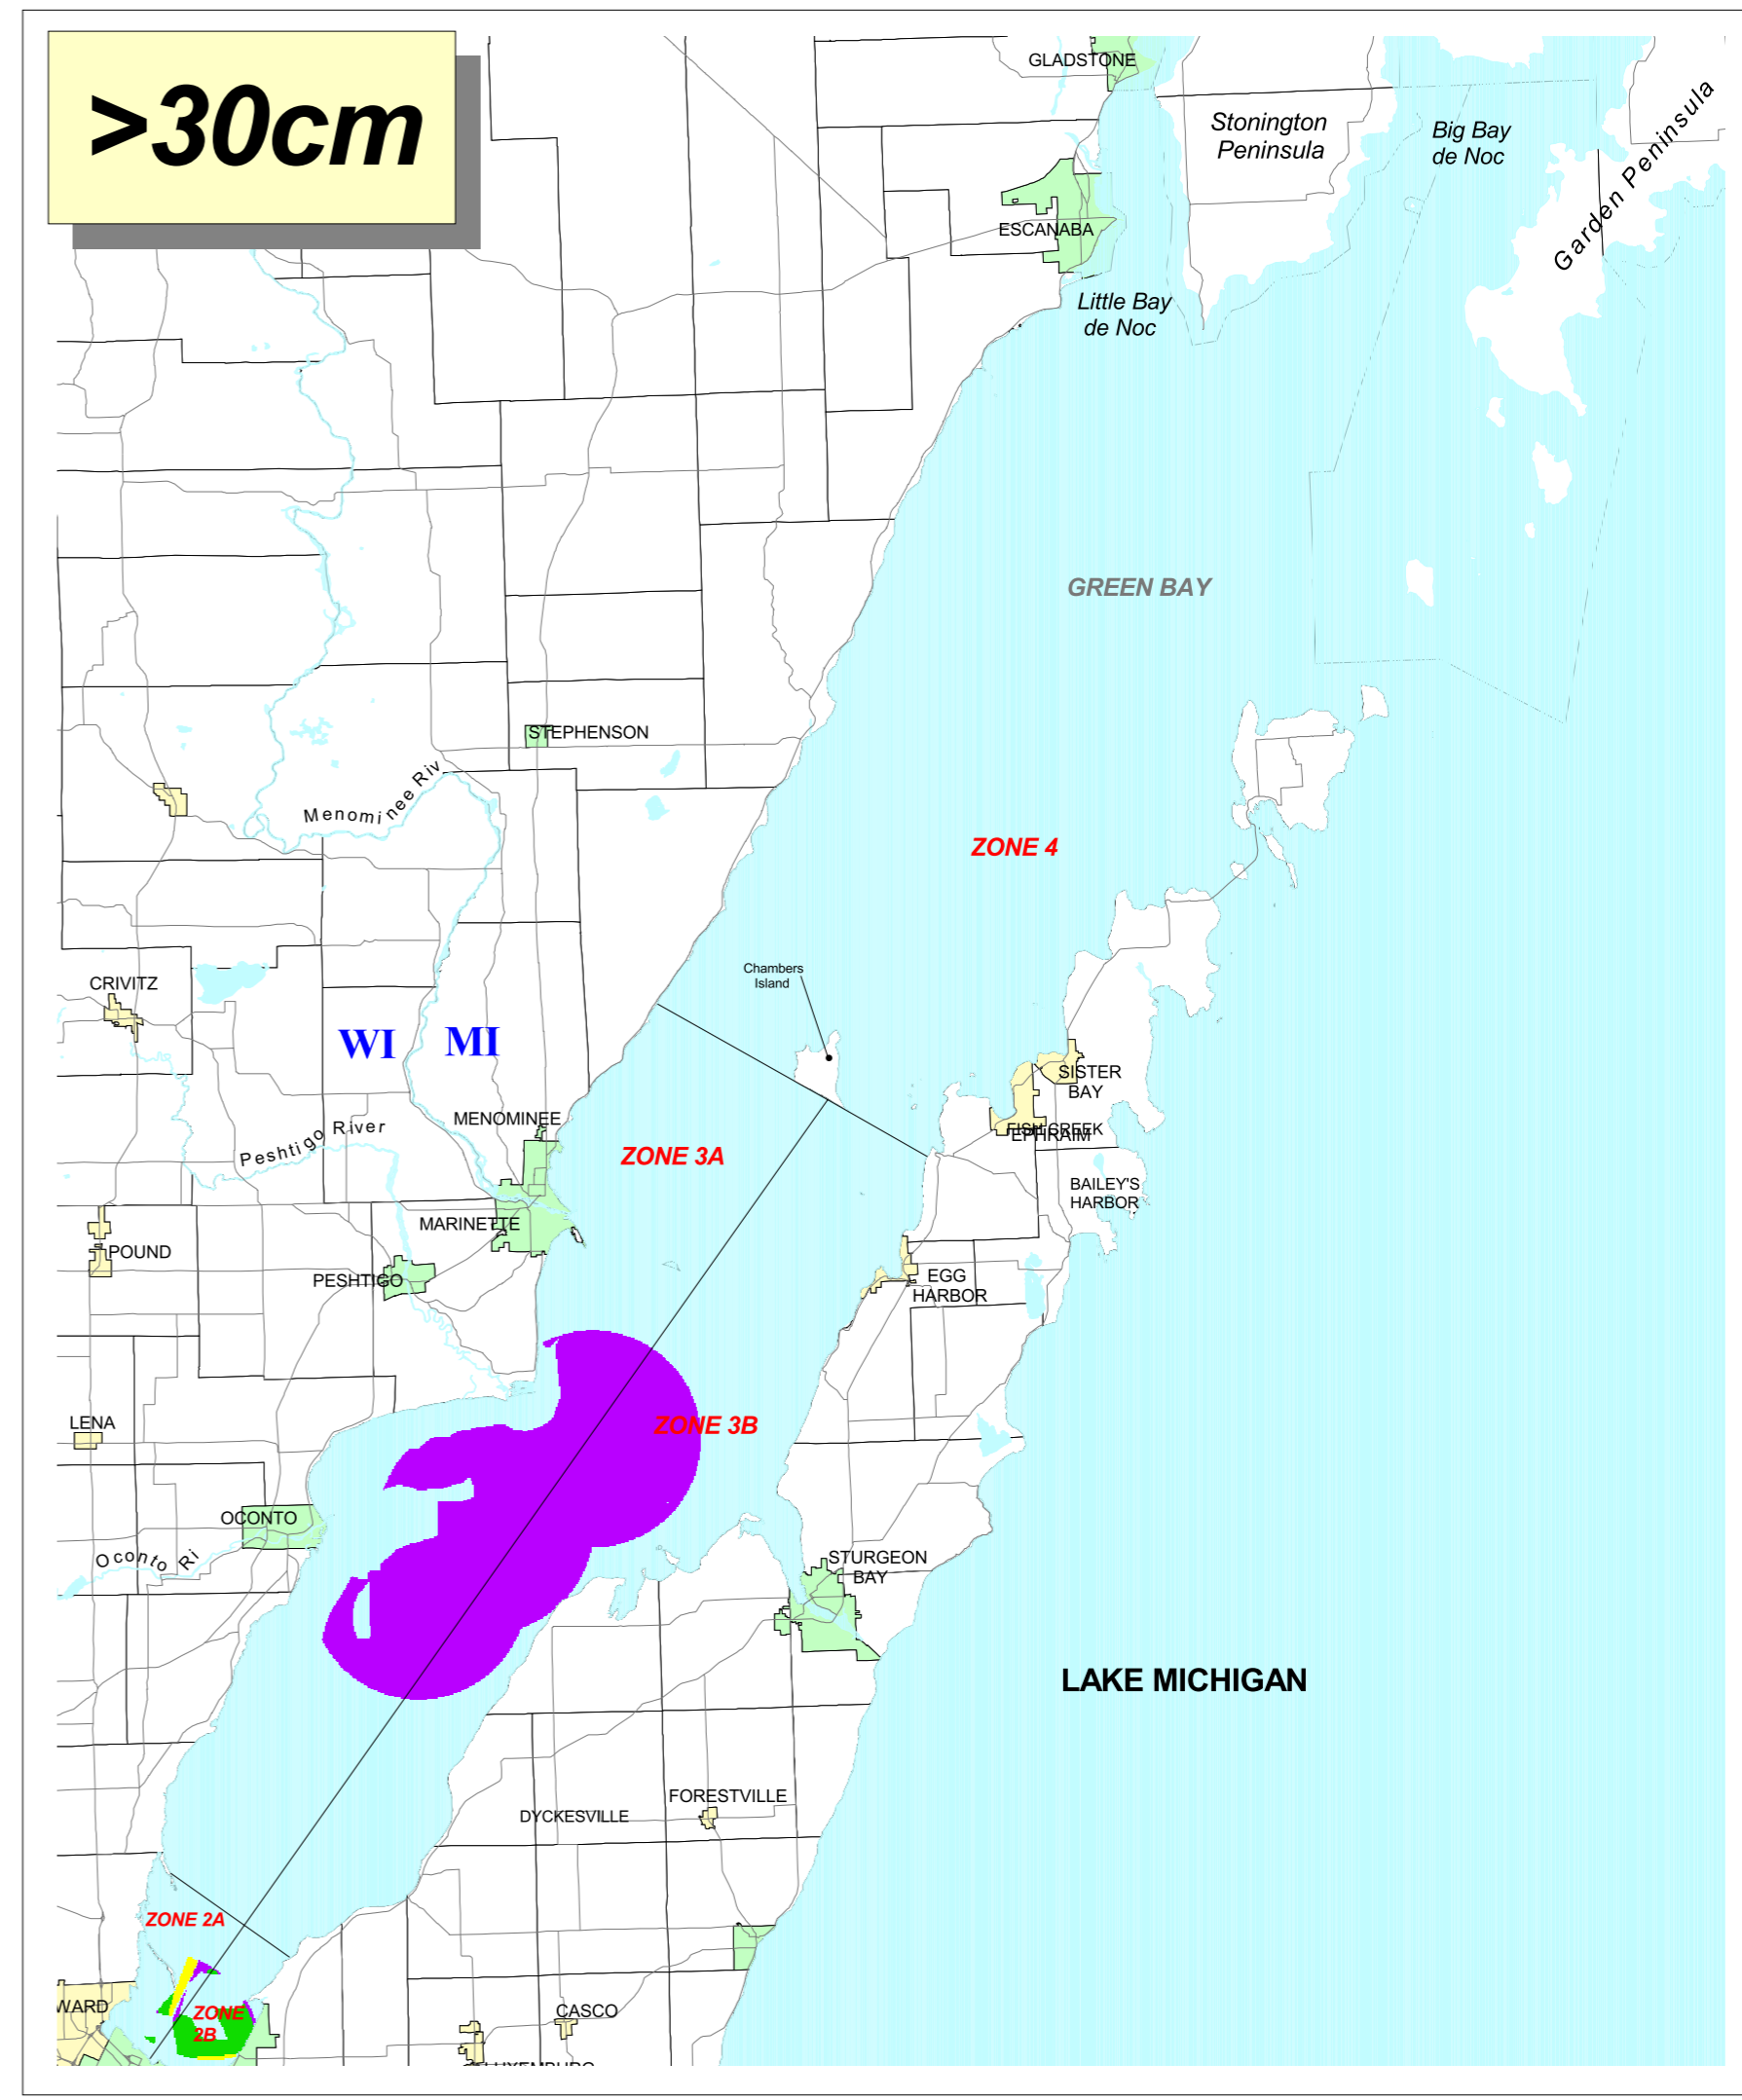 >30cm
GLADSTONE
Stonington
Peninsula
Big Bay
de Noc
Garden Peninsula
ESCANABA
Little Bay
de Noc
GREEN BAY
STEPHENSON
Menominee Riv
ZONE 4
Chambers
Island
CRIVITZ
WI
MI
SISTER
BAY
MENOMINEE
FISH CREEK
EPHRAIM
Peshtigo River
ZONE 3A
BAILEY'S
HARBOR
MARINETTE
POUND
PESHTIGO
EGG
HARBOR
LENA
ZONE 3B
OCONTO
Oconto Ri
STURGEON
BAY
LAKE MICHIGAN
FORESTVILLE
DYCKESVILLE
ZONE 2A
WARD
ZONE
2B
CASCO